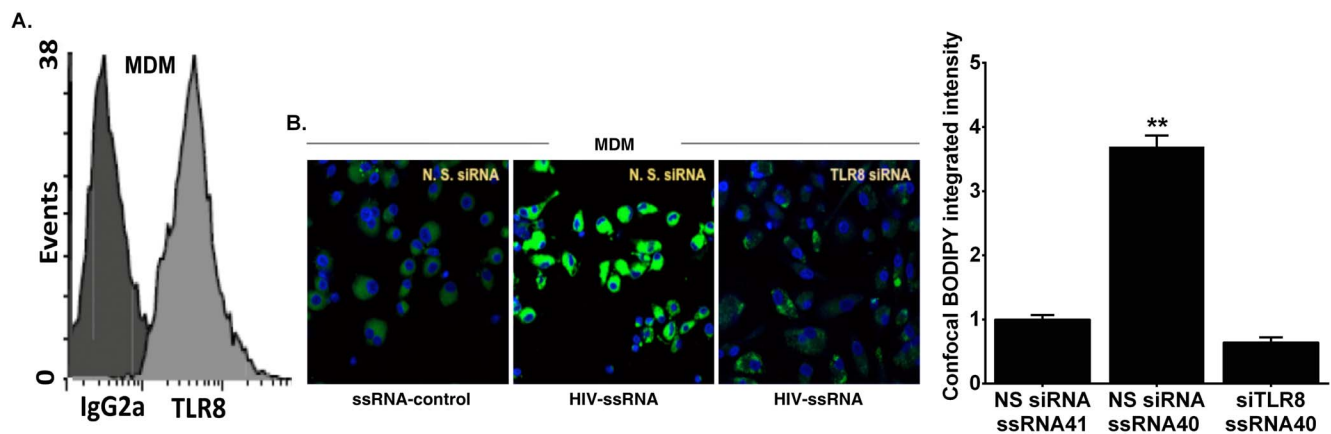 A.
38
MDM
Events
0
IgG2a
TLR8
B.
MDM
N. S. siRNA
N. S. siRNA
TLR8 siRNA
ssRNA-control
HIV-ssRNA
HIV-ssRNA
Confocal BODIPY integrated intensity
5
4
3
2
1
0
**
NS siRNA
ssRNA41
NS siRNA
ssRNA40
siTLR8
ssRNA40